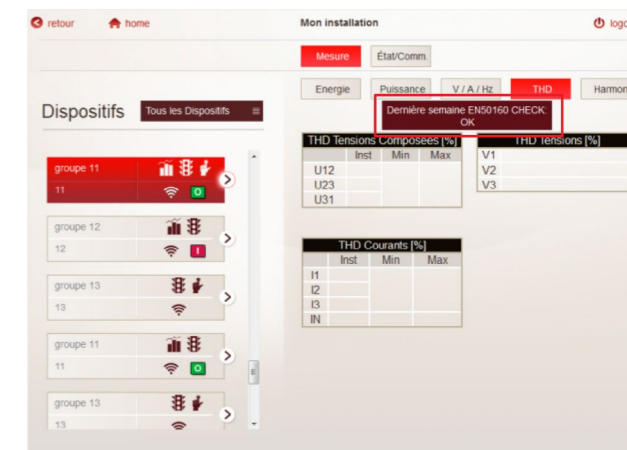 retour home Mon installation logo
Mesure État/Comm.
Energie Puissance V / A / Hz THD Harmon
Dispositifs Tous les Dispositifs
Dernière semaine EN50160 CHECK:
OK
THD Tensions Composées [%] THD Tensions [%]
Inst Min Max
U12
U23
U31
V1
V2
V3
THD Courants [%]
Inst Min Max
I1
I2
I3
IN
groupe 11
11 O
groupe 12
12 I
groupe 13
13
groupe 11
11 O
groupe 13
13